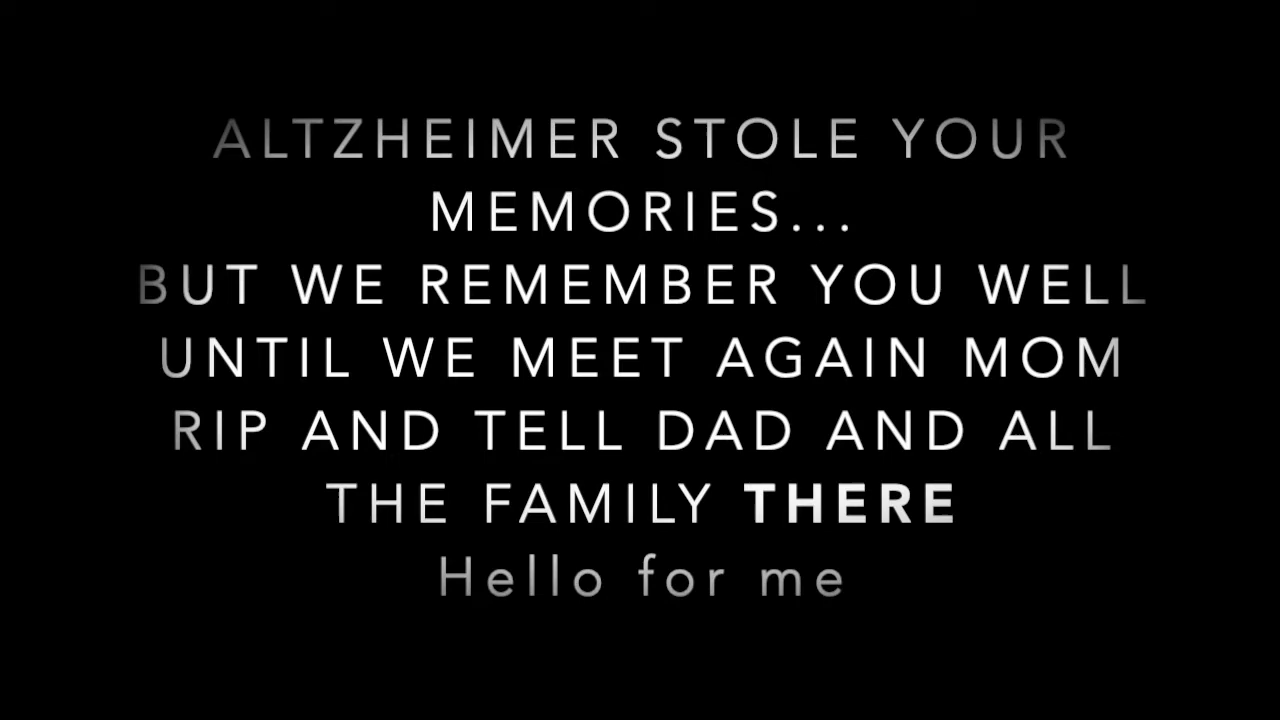 ALTZHEIMER STOLE YOUR
MEMORIES...
BUT WE REMEMBER YOU WELL
UNTIL WE MEET AGAIN MOM
RIP AND TELL DAD AND ALL
THE FAMILY THERE
Hello for me